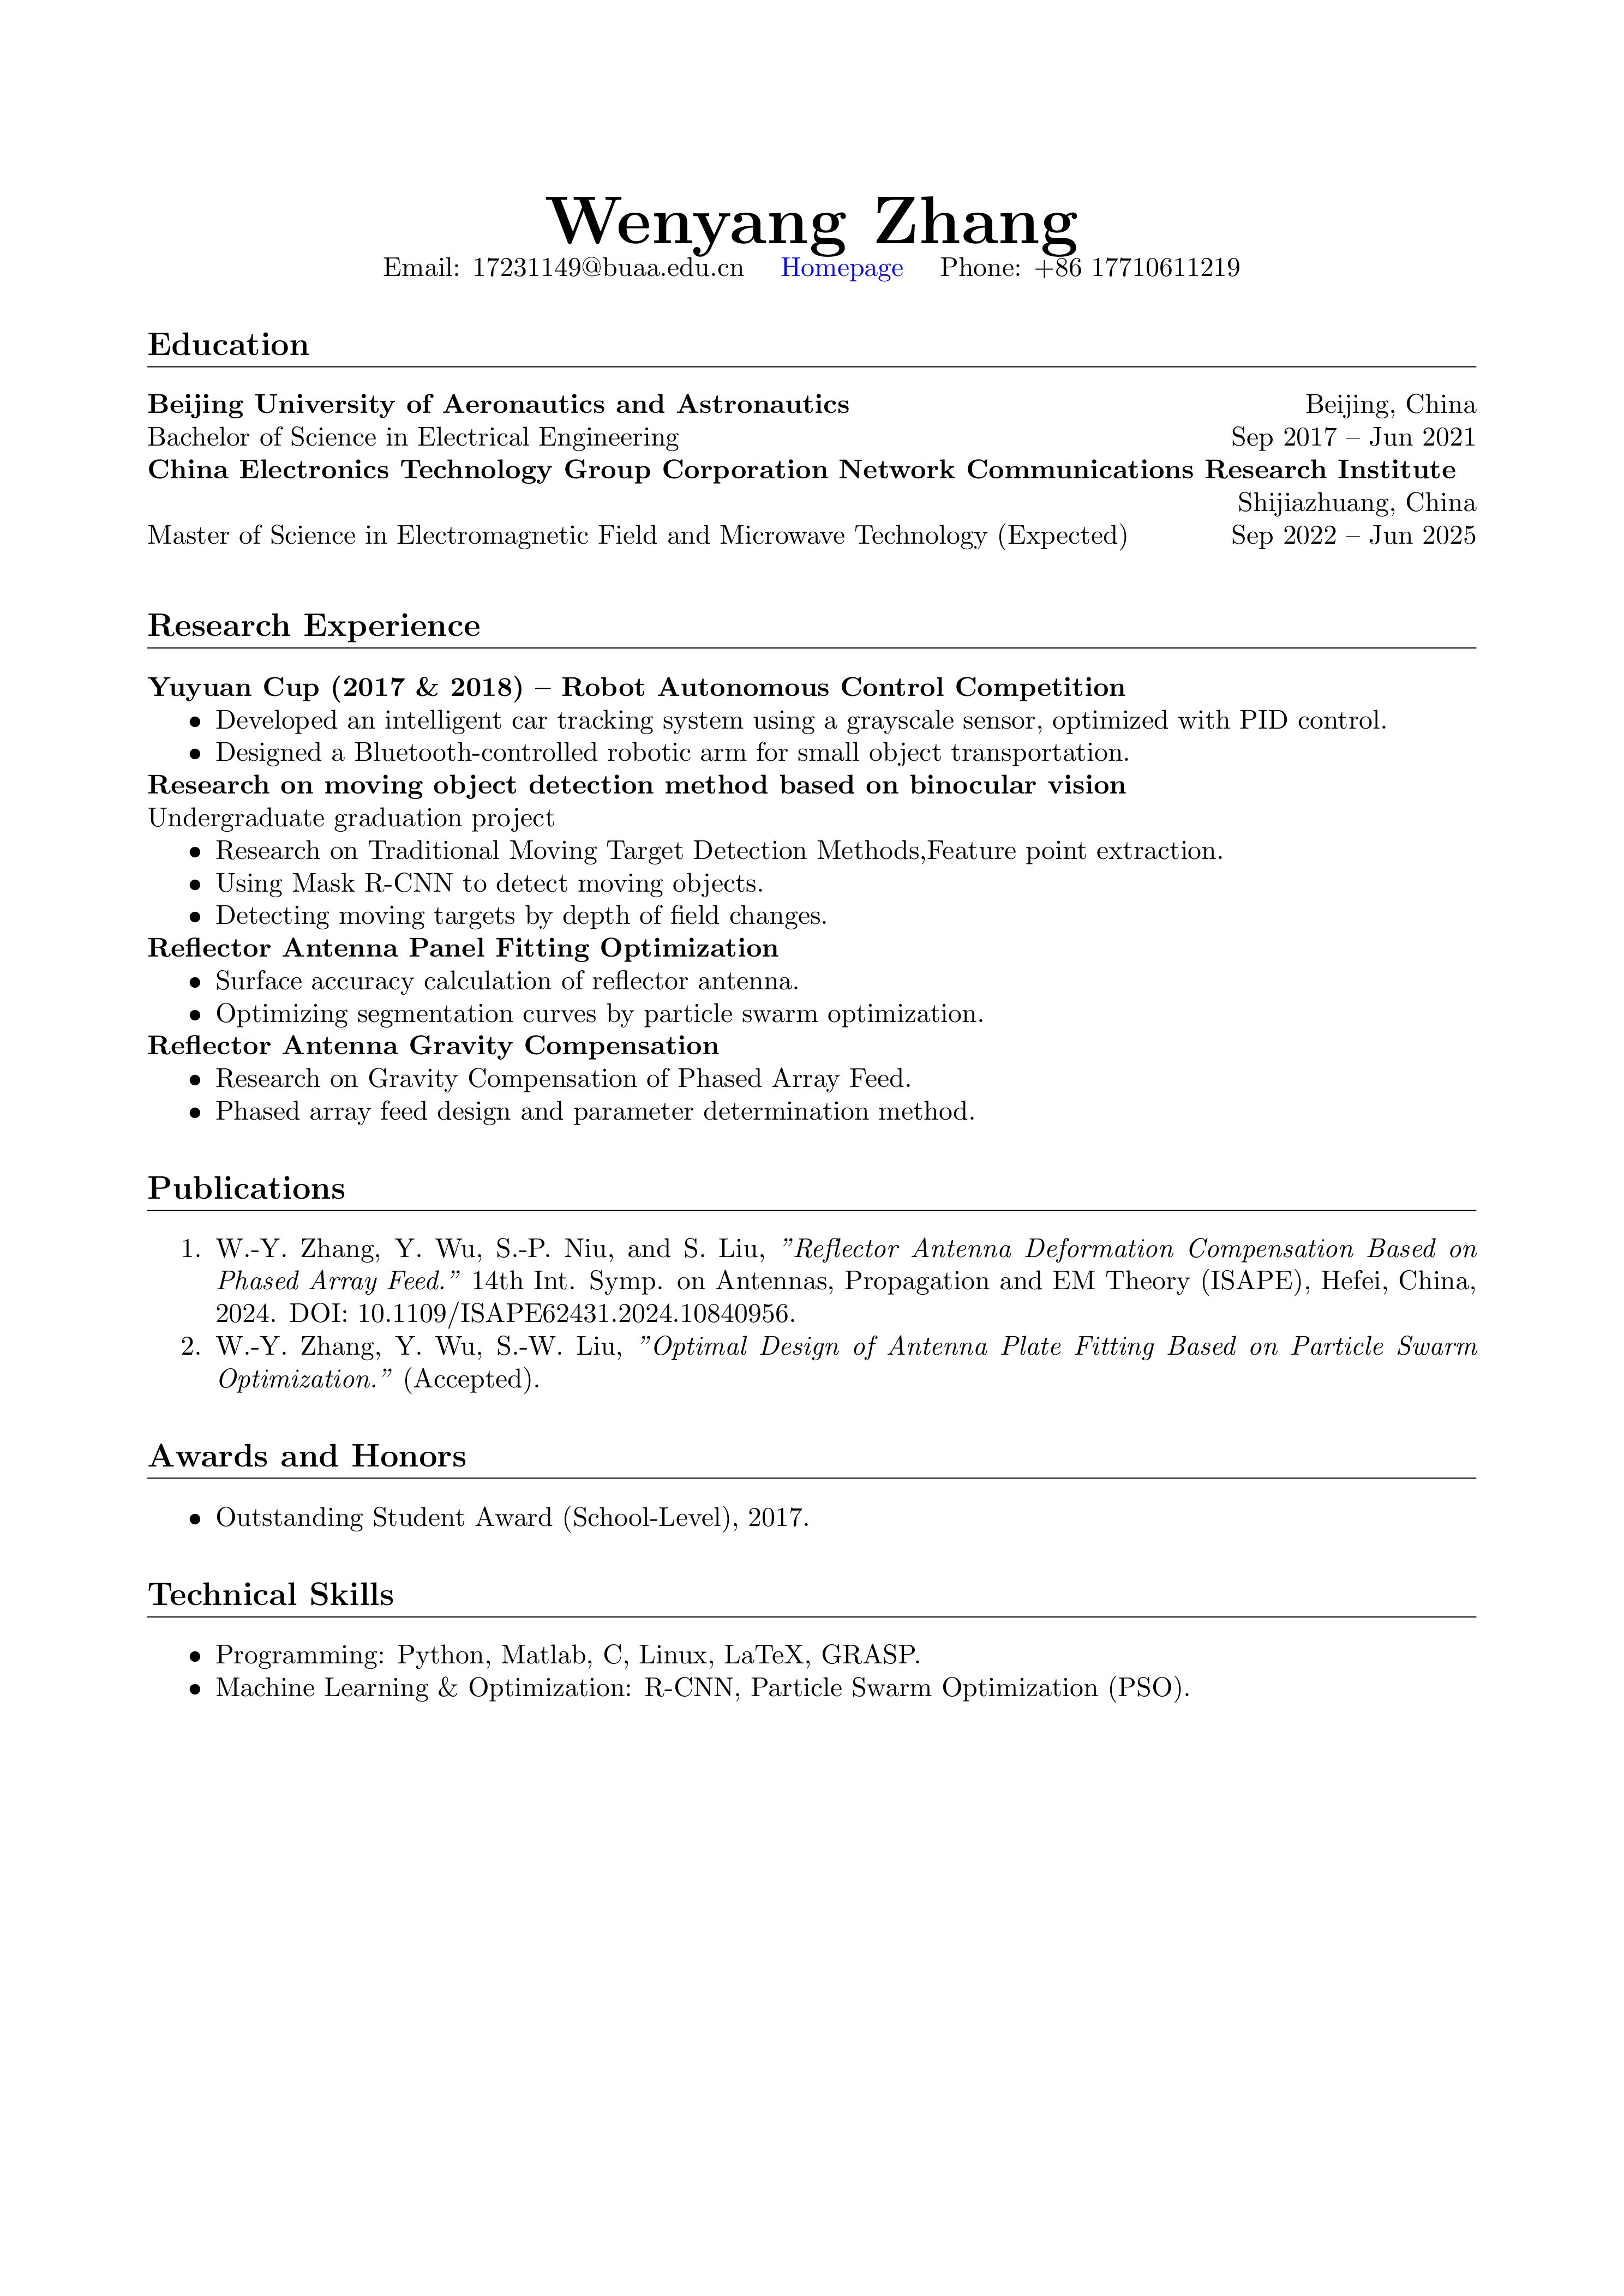 Wenyang Zhang
Email: 17231149@buaa.edu.cn Homepage Phone: +86 17710611219
Education
Beijing University of Aeronautics and Astronautics Beijing, China
Bachelor of Science in Electrical Engineering Sep 2017 – Jun 2021
China Electronics Technology Group Corporation Network Communications Research Institute
Shijiazhuang, China
Master of Science in Electromagnetic Field and Microwave Technology (Expected) Sep 2022 – Jun 2025
Research Experience
Yuyuan Cup (2017 & 2018) – Robot Autonomous Control Competition
• Developed an intelligent car tracking system using a grayscale sensor, optimized with PID control.
• Designed a Bluetooth-controlled robotic arm for small object transportation.
Research on moving object detection method based on binocular vision
Undergraduate graduation project
• Research on Traditional Moving Target Detection Methods,Feature point extraction.
• Using Mask R-CNN to detect moving objects.
• Detecting moving targets by depth of field changes.
Reflector Antenna Panel Fitting Optimization
• Surface accuracy calculation of reflector antenna.
• Optimizing segmentation curves by particle swarm optimization.
Reflector Antenna Gravity Compensation
• Research on Gravity Compensation of Phased Array Feed.
• Phased array feed design and parameter determination method.
Publications
1. W.-Y. Zhang, Y. Wu, S.-P. Niu, and S. Liu, ”Reflector Antenna Deformation Compensation Based on
Phased Array Feed.” 14th Int. Symp. on Antennas, Propagation and EM Theory (ISAPE), Hefei, China,
2024. DOI: 10.1109/ISAPE62431.2024.10840956.
2. W.-Y. Zhang, Y. Wu, S.-W. Liu, ”Optimal Design of Antenna Plate Fitting Based on Particle Swarm
Optimization.” (Accepted).
Awards and Honors
• Outstanding Student Award (School-Level), 2017.
Technical Skills
• Programming: Python, Matlab, C, Linux, LaTeX, GRASP.
• Machine Learning & Optimization: R-CNN, Particle Swarm Optimization (PSO).